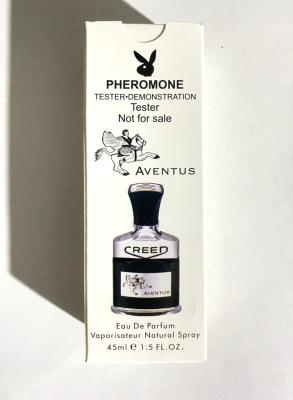 PHEROMONE
TESTER•DEMONSTRATION
Tester
Not for sale
AVENTUS
CREED
AVENTUS
Eau De Parfum
Vaporisateur Natural Spray
45ml e 1.5 FL.OZ.